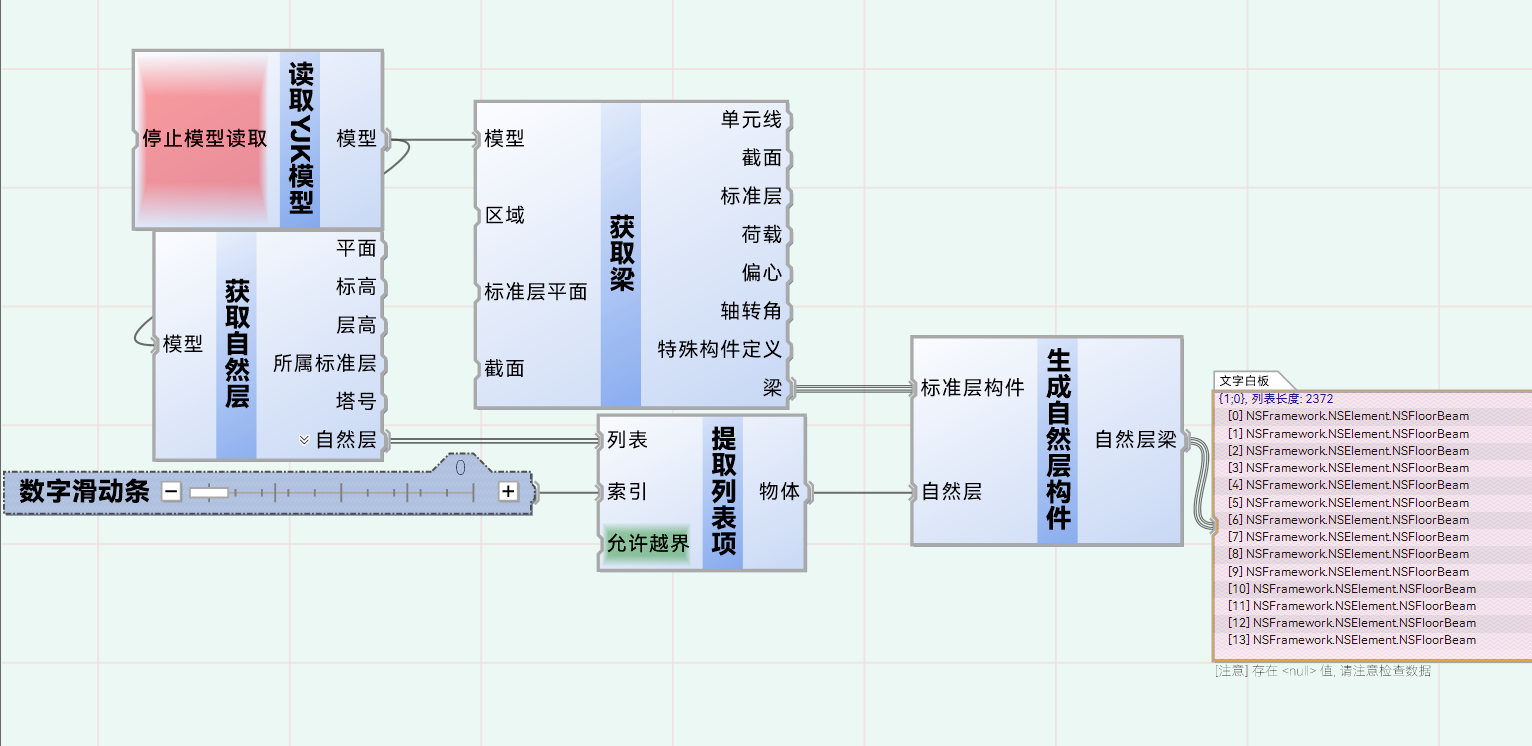 停止模型读取
读取YJK模型
模型
模型
区域
标准层平面
截面
获取梁
单元线
截面
标准层
荷载
偏心
轴转角
特殊构件定义
梁
模型
获取自然层
平面
标高
层高
所属标准层
塔号
自然层
数字滑动条
0
列表
索引
允许越界
提取列表项
物体
标准层构件
自然层
生成自然层构件
自然层梁
文字白板
{1;0}, 列表长度: 2372
[0] NSFramework.NSElement.NSFloorBeam
[1] NSFramework.NSElement.NSFloorBeam
[2] NSFramework.NSElement.NSFloorBeam
[3] NSFramework.NSElement.NSFloorBeam
[4] NSFramework.NSElement.NSFloorBeam
[5] NSFramework.NSElement.NSFloorBeam
[6] NSFramework.NSElement.NSFloorBeam
[7] NSFramework.NSElement.NSFloorBeam
[8] NSFramework.NSElement.NSFloorBeam
[9] NSFramework.NSElement.NSFloorBeam
[10] NSFramework.NSElement.NSFloorBeam
[11] NSFramework.NSElement.NSFloorBeam
[12] NSFramework.NSElement.NSFloorBeam
[13] NSFramework.NSElement.NSFloorBeam
[注意] 存在 <null> 值, 请注意检查数据